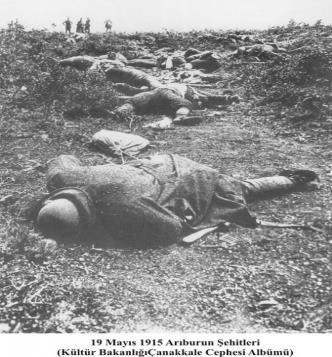 19 Mayıs 1915 Arıburun Şehitleri
(Kültür BakanlığıÇanakkale Cephesi Albümü)